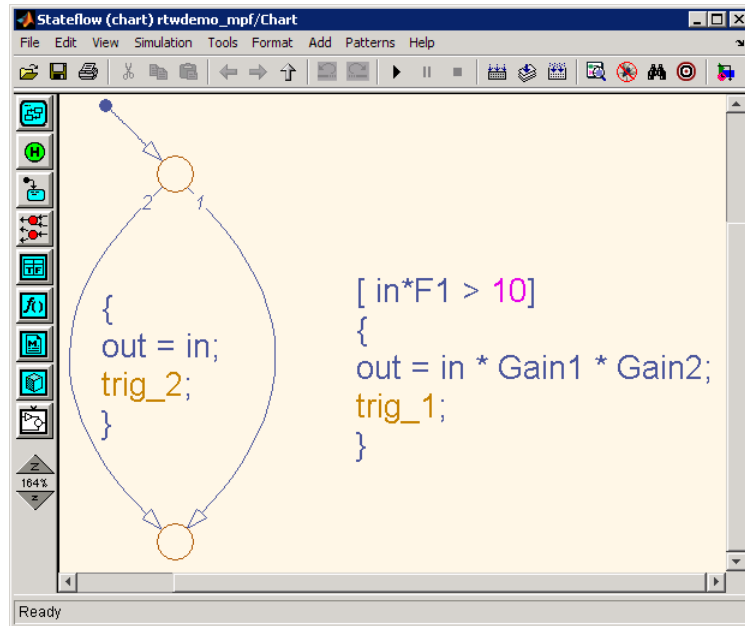 Stateflow (chart) rtwdemo_mpf/Chart
File Edit View Simulation Tools Format Add Patterns Help
H
2 1
{
out = in;
trig_2;
}
[ in*F1 > 10]
{
out = in * Gain1 * Gain2;
trig_1;
}
TF
f()
M
Z
164%
Z
Ready